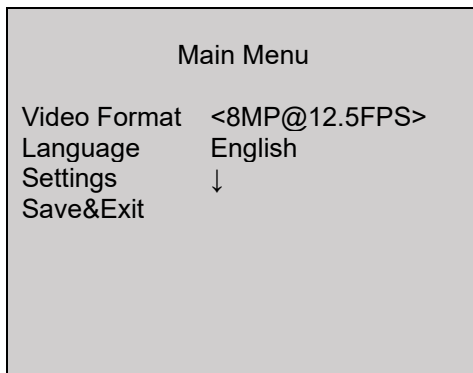 Main Menu
Video Format <8MP@12.5FPS>
Language English
Settings ↓
Save&Exit